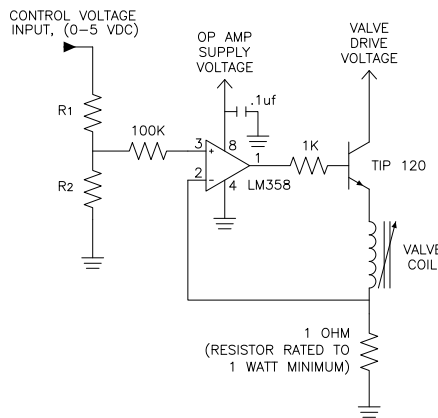 CONTROL VOLTAGE
INPUT, (0–5 VDC)
OP AMP
SUPPLY
VOLTAGE
VALVE
DRIVE
VOLTAGE
R1
.1uf
100K
3
+
8
1
1K
TIP 120
2
-
4
LM358
R2
VALVE
COIL
1 OHM
(RESISTOR RATED TO
1 WATT MINIMUM)